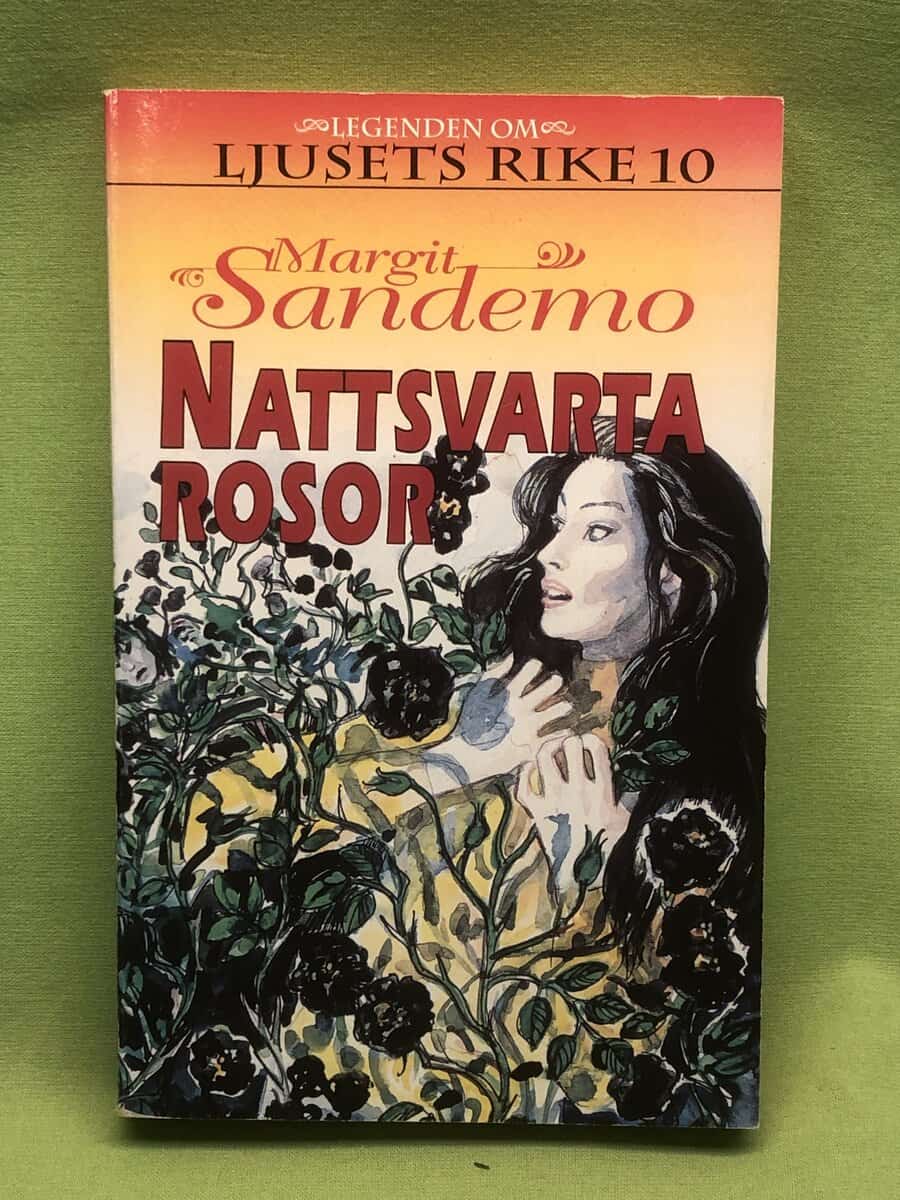 LEGENDEN OM
LJUSETS RIKE 10
Margit
Sandemo
NATTSVARTA
ROSOR